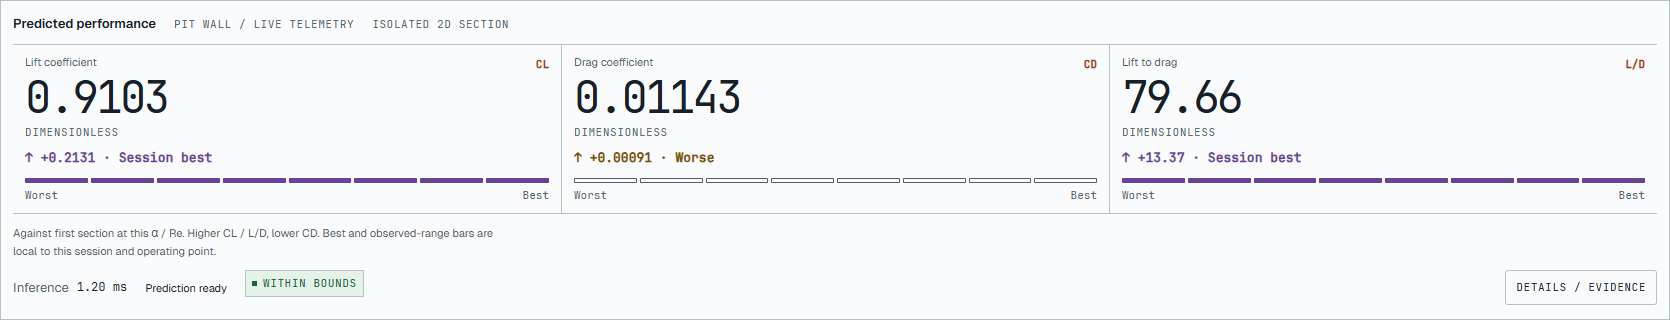 Predicted performance PIT WALL / LIVE TELEMETRY ISOLATED 2D SECTION
Lift coefficient CL
0.9103
DIMENSIONLESS
↑ +0.2131 · Session best
Worst Best
Drag coefficient CD
0.01143
DIMENSIONLESS
↑ +0.00091 · Worse
Worst Best
Lift to drag L/D
79.66
DIMENSIONLESS
↑ +13.37 · Session best
Worst Best
Against first section at this α / Re. Higher CL / L/D, lower CD. Best and observed-range bars are
local to this session and operating point.
Inference 1.20 ms Prediction ready WITHIN BOUNDS DETAILS / EVIDENCE